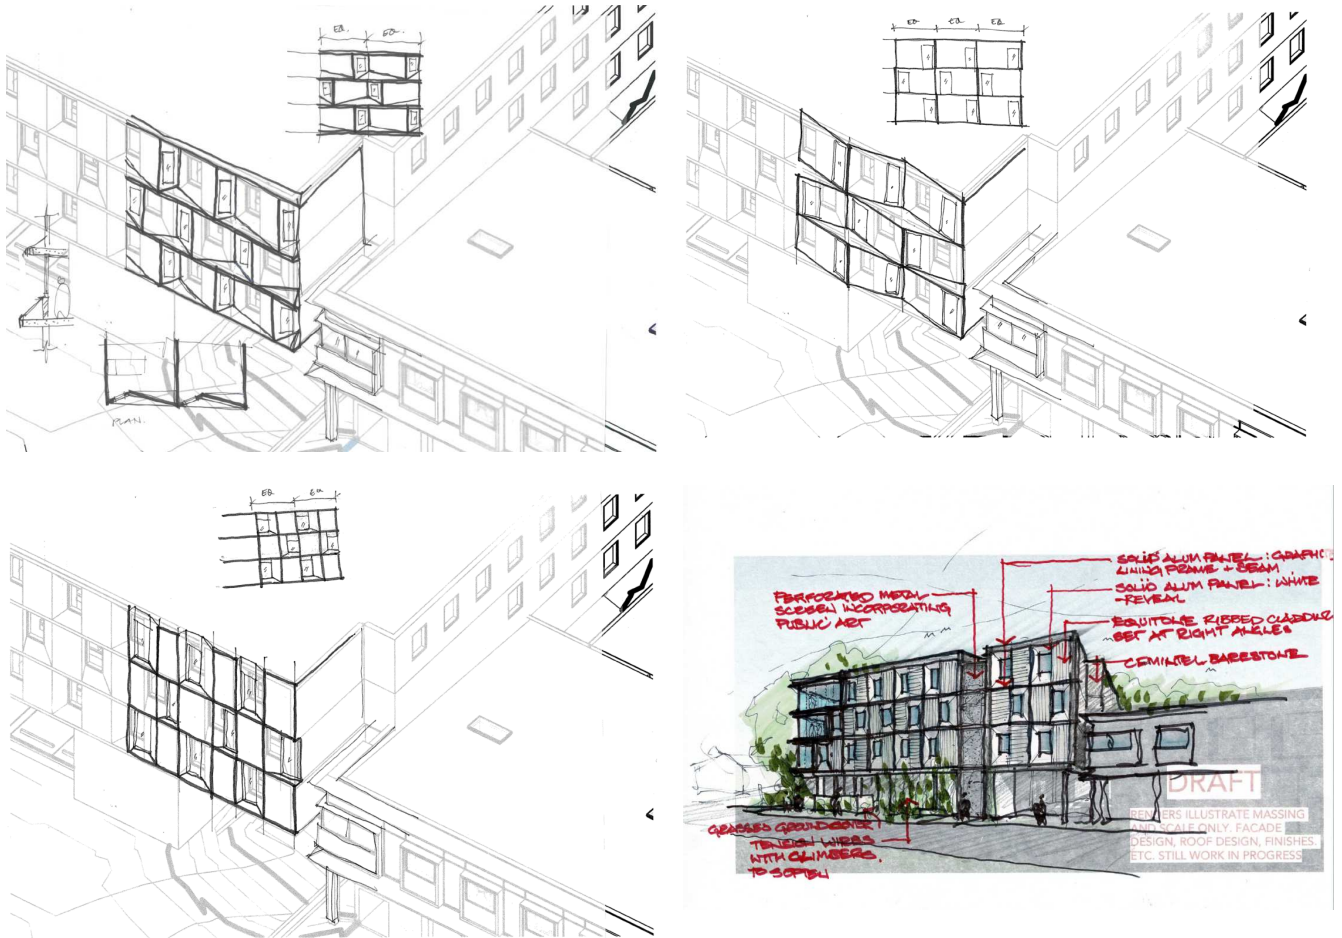 EQ. EQ.
PLAN.
EQ EQ EQ
EQ EQ
SOLID ALUM PANEL : GRAPHIC
LINING FRAME + SEAM
SOLID ALUM PANEL : WHITE
- REVEAL
PERFORATED METAL
SCREEN INCORPORATING
PUBLIC ART
EQUITONE RIBBED CLADDING
SET AT RIGHT ANGLES
CEMINTEL BARESTONE
DRAFT
RENDERS ILLUSTRATE MASSING
AND SCALE ONLY. FACADE
DESIGN, ROOF DESIGN, FINISHES
ETC. STILL WORK IN PROGRESS
TENSION WIRES
WITH CLIMBERS,
TO SOFTEN